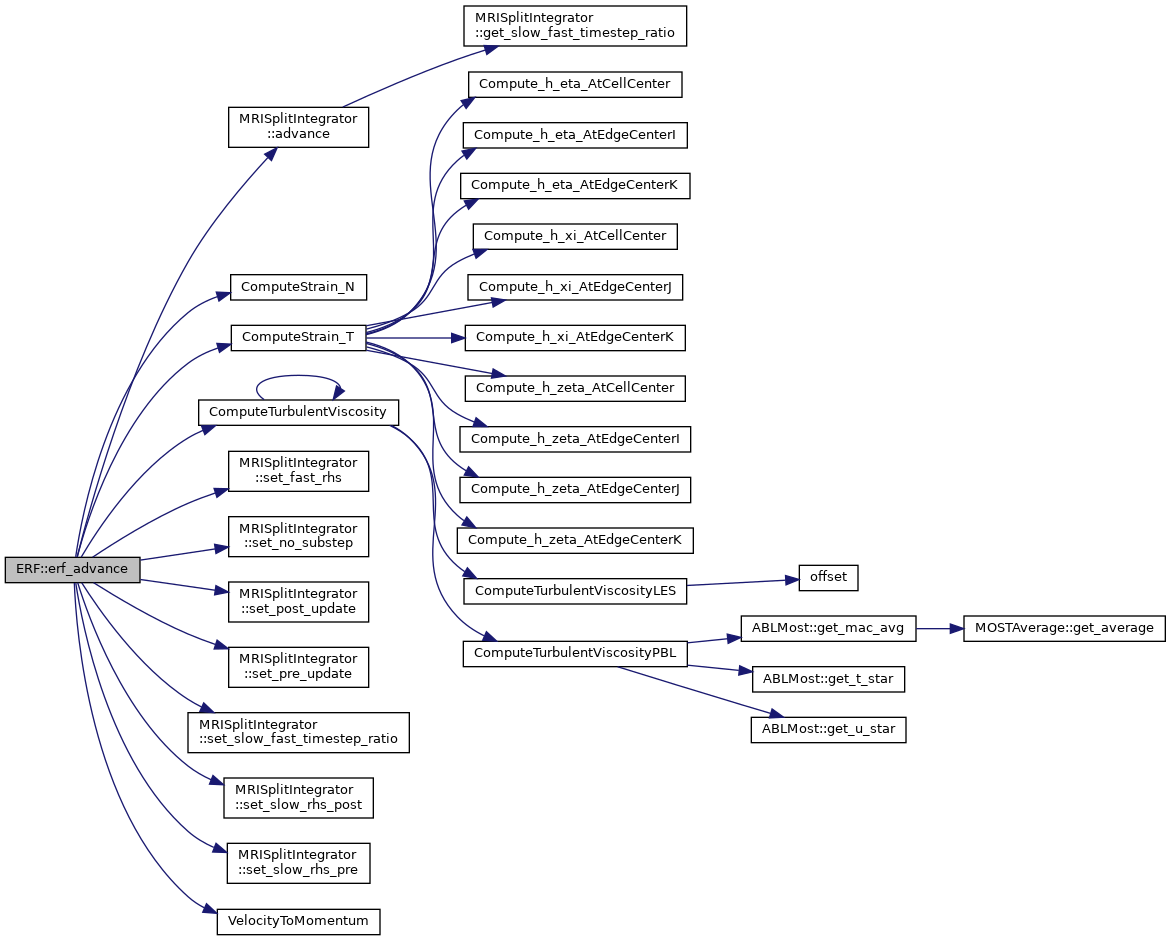 MRISplitIntegrator
::get_slow_fast_timestep_ratio
Compute_h_eta_AtCellCenter
MRISplitIntegrator
::advance
Compute_h_eta_AtEdgeCenterI
Compute_h_eta_AtEdgeCenterK
Compute_h_xi_AtCellCenter
ComputeStrain_N
Compute_h_xi_AtEdgeCenterJ
ComputeStrain_T
Compute_h_xi_AtEdgeCenterK
Compute_h_zeta_AtCellCenter
ComputeTurbulentViscosity
Compute_h_zeta_AtEdgeCenterI
MRISplitIntegrator
::set_fast_rhs
Compute_h_zeta_AtEdgeCenterJ
MRISplitIntegrator
::set_no_substep
Compute_h_zeta_AtEdgeCenterK
ERF::erf_advance
offset
MRISplitIntegrator
::set_post_update
ComputeTurbulentViscosityLES
ABLMost::get_mac_avg
MOSTAverage::get_average
ComputeTurbulentViscosityPBL
MRISplitIntegrator
::set_pre_update
ABLMost::get_t_star
MRISplitIntegrator
::set_slow_fast_timestep_ratio
ABLMost::get_u_star
MRISplitIntegrator
::set_slow_rhs_post
MRISplitIntegrator
::set_slow_rhs_pre
VelocityToMomentum